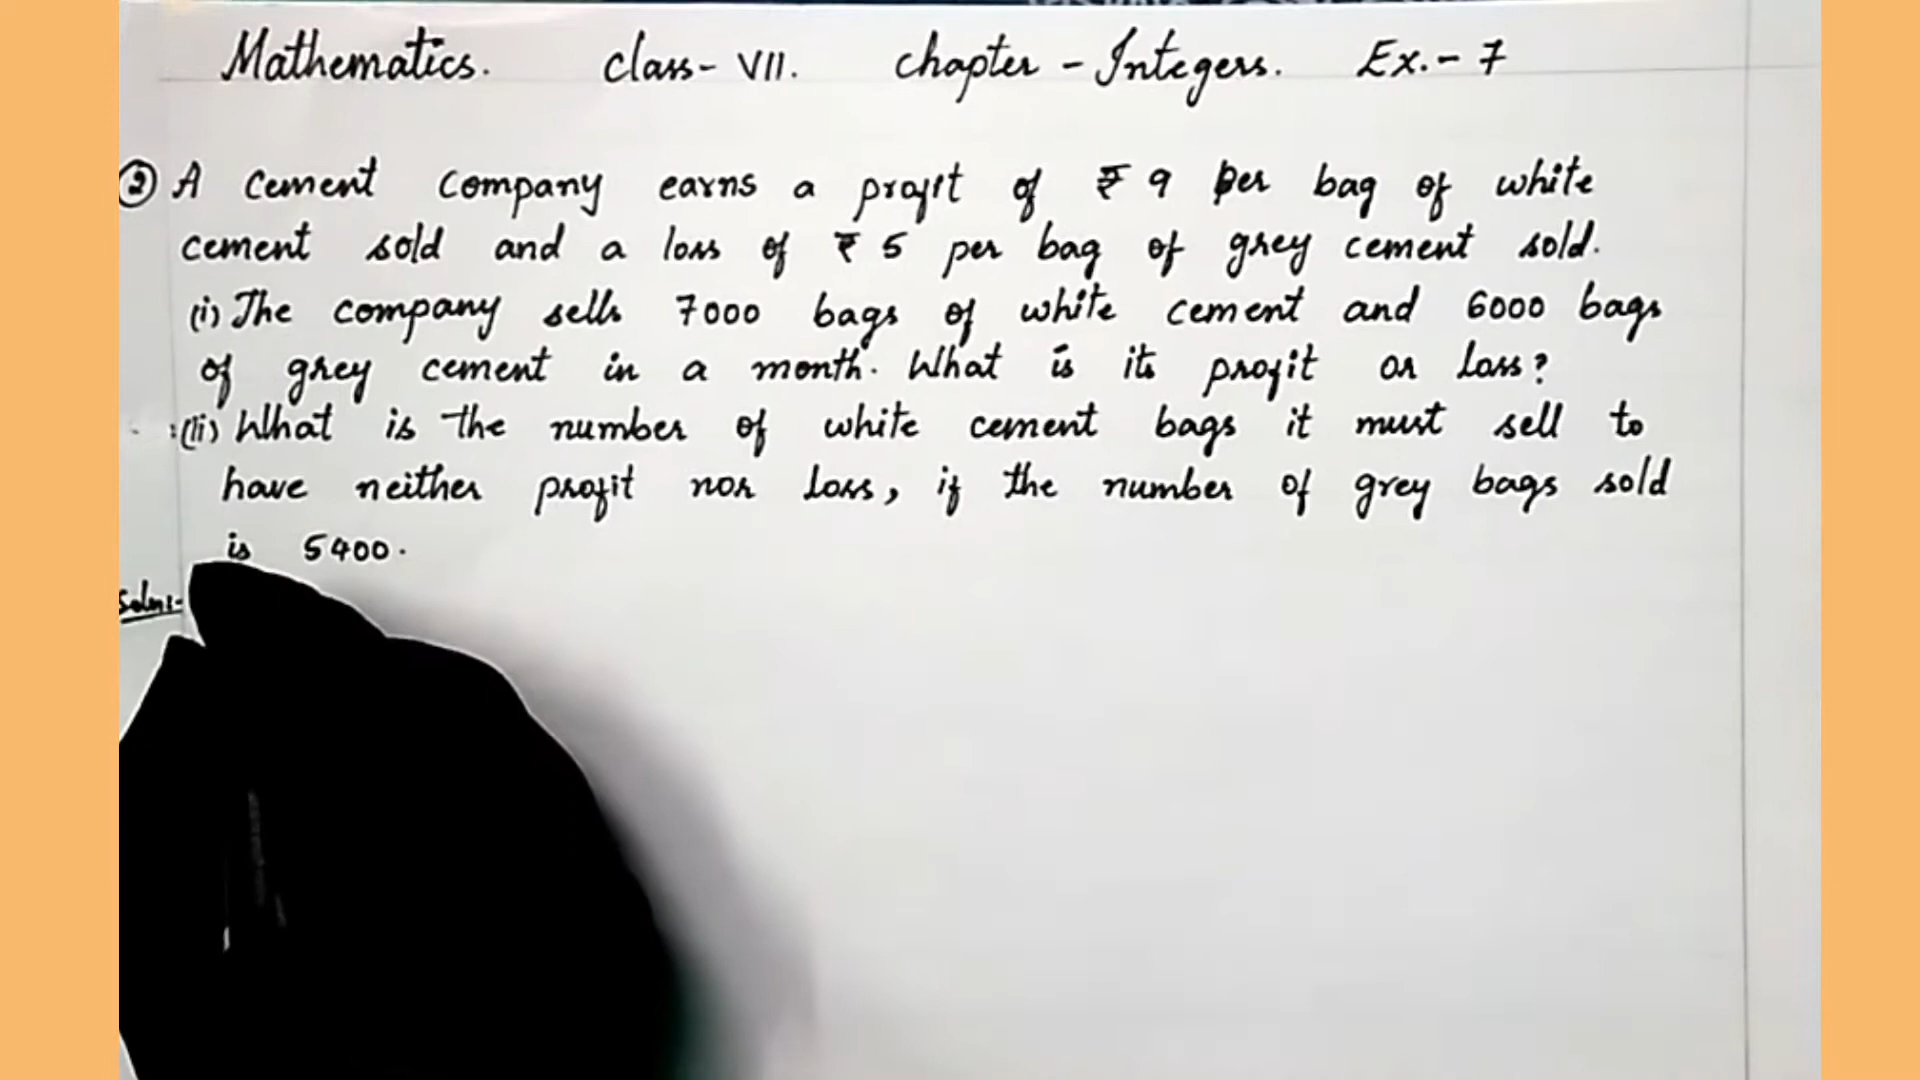 Mathematics. class- VII. chapter - Integers. Ex.- 7
② A cement company earns a profit of ₹ 9 per bag of white
cement sold and a loss of ₹ 5 per bag of grey cement sold.
(i) The company sells 7000 bags of white cement and 6000 bags
of grey cement in a month. What is its profit or loss?
(ii) What is the number of white cement bags it must sell to
have neither profit nor loss, if the number of grey bags sold
is 5400.
Soln:-